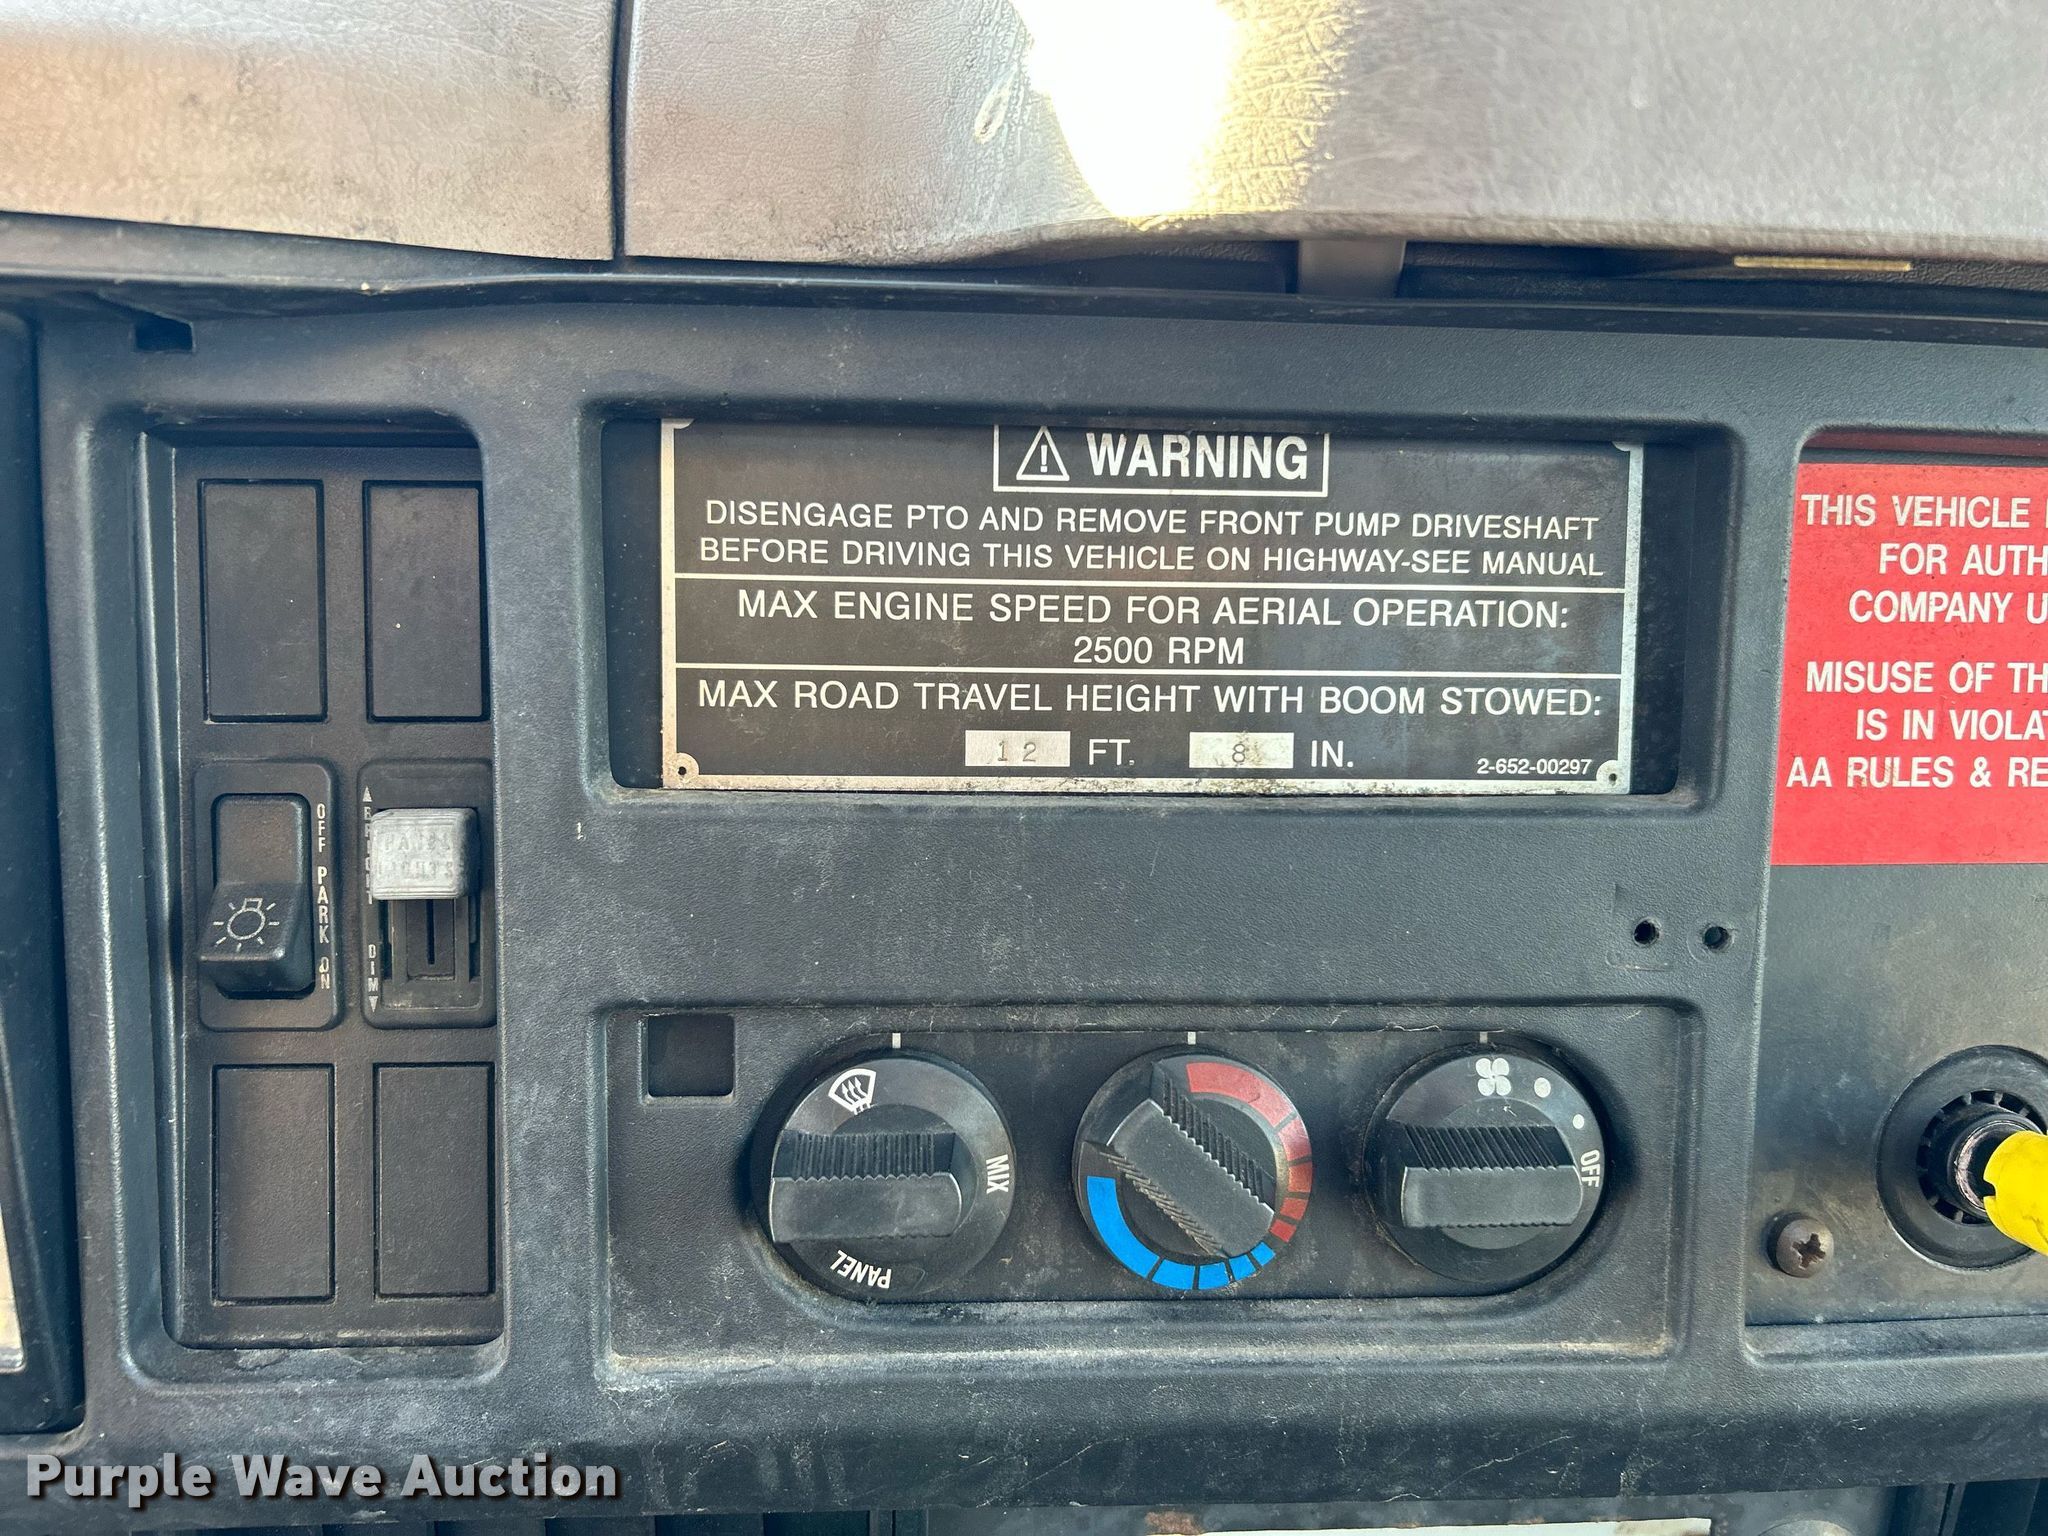 WARNING
DISENGAGE PTO AND REMOVE FRONT PUMP DRIVESHAFT
BEFORE DRIVING THIS VEHICLE ON HIGHWAY-SEE MANUAL
MAX ENGINE SPEED FOR AERIAL OPERATION:
2500 RPM
MAX ROAD TRAVEL HEIGHT WITH BOOM STOWED:
12 FT. 8 IN.
2-652-00297
THIS VEHICLE
FOR AUTH
COMPANY U
MISUSE OF TH
IS IN VIOLAT
AA RULES & RE
OFF PARK ON
BRIGHT
PANEL
LIGHTS
DIM
MIX
PANEL
OFF
Purple Wave Auction